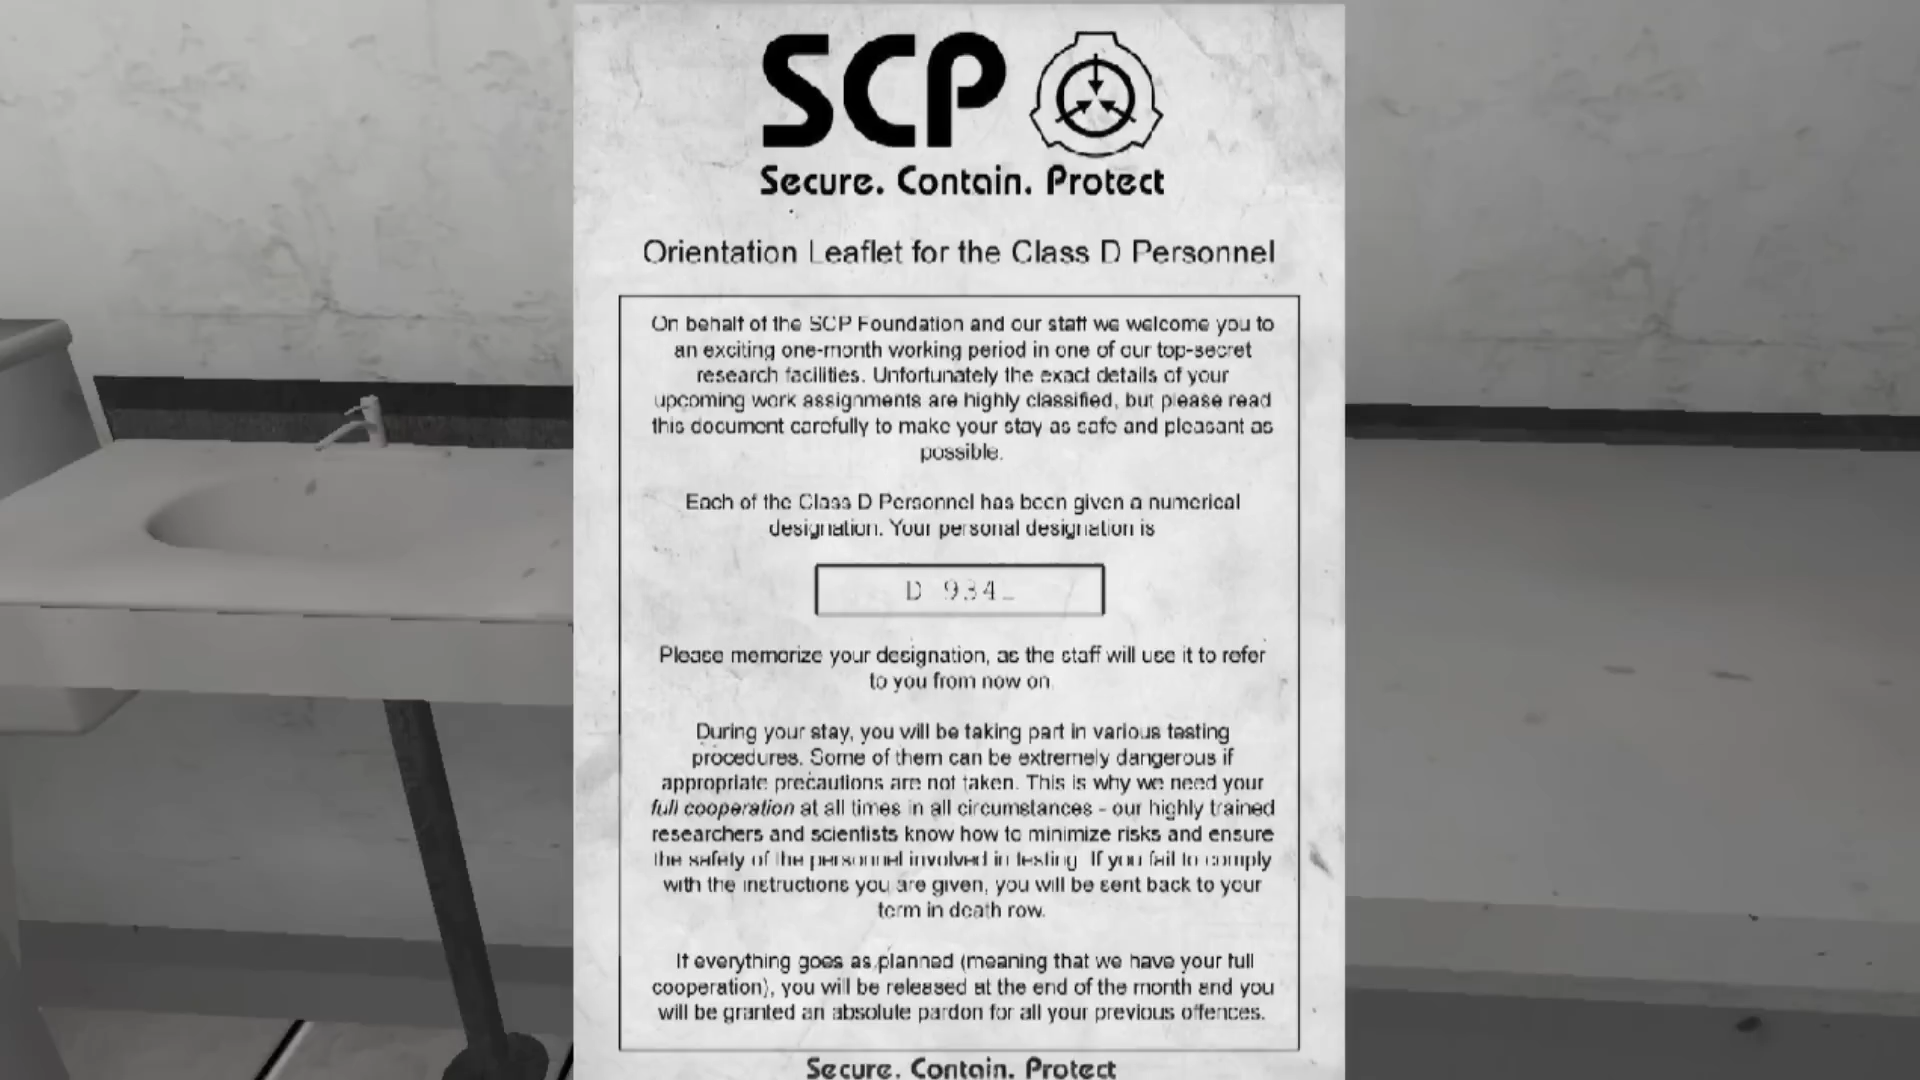 SCP
Secure. Contain. Protect
Orientation Leaflet for the Class D Personnel
On behalf of the SCP Foundation and our staff we welcome you to
an exciting one-month working period in one of our top-secret
research facilities. Unfortunately the exact details of your
upcoming work assignments are highly classified, but please read
this document carefully to make your stay as safe and pleasant as
possible.
Each of the Class D Personnel has been given a numerical
designation. Your personal designation is
D 934_
Please memorize your designation, as the staff will use it to refer
to you from now on.
During your stay, you will be taking part in various testing
procedures. Some of them can be extremely dangerous if
appropriate precautions are not taken. This is why we need your
full cooperation at all times in all circumstances - our highly trained
researchers and scientists know how to minimize risks and ensure
the safety of the personnel involved in testing. If you fail to comply
with the instructions you are given, you will be sent back to your
term in death row.
If everything goes as planned (meaning that we have your full
cooperation), you will be released at the end of the month and you
will be granted an absolute pardon for all your previous offences.
Secure. Contain. Protect